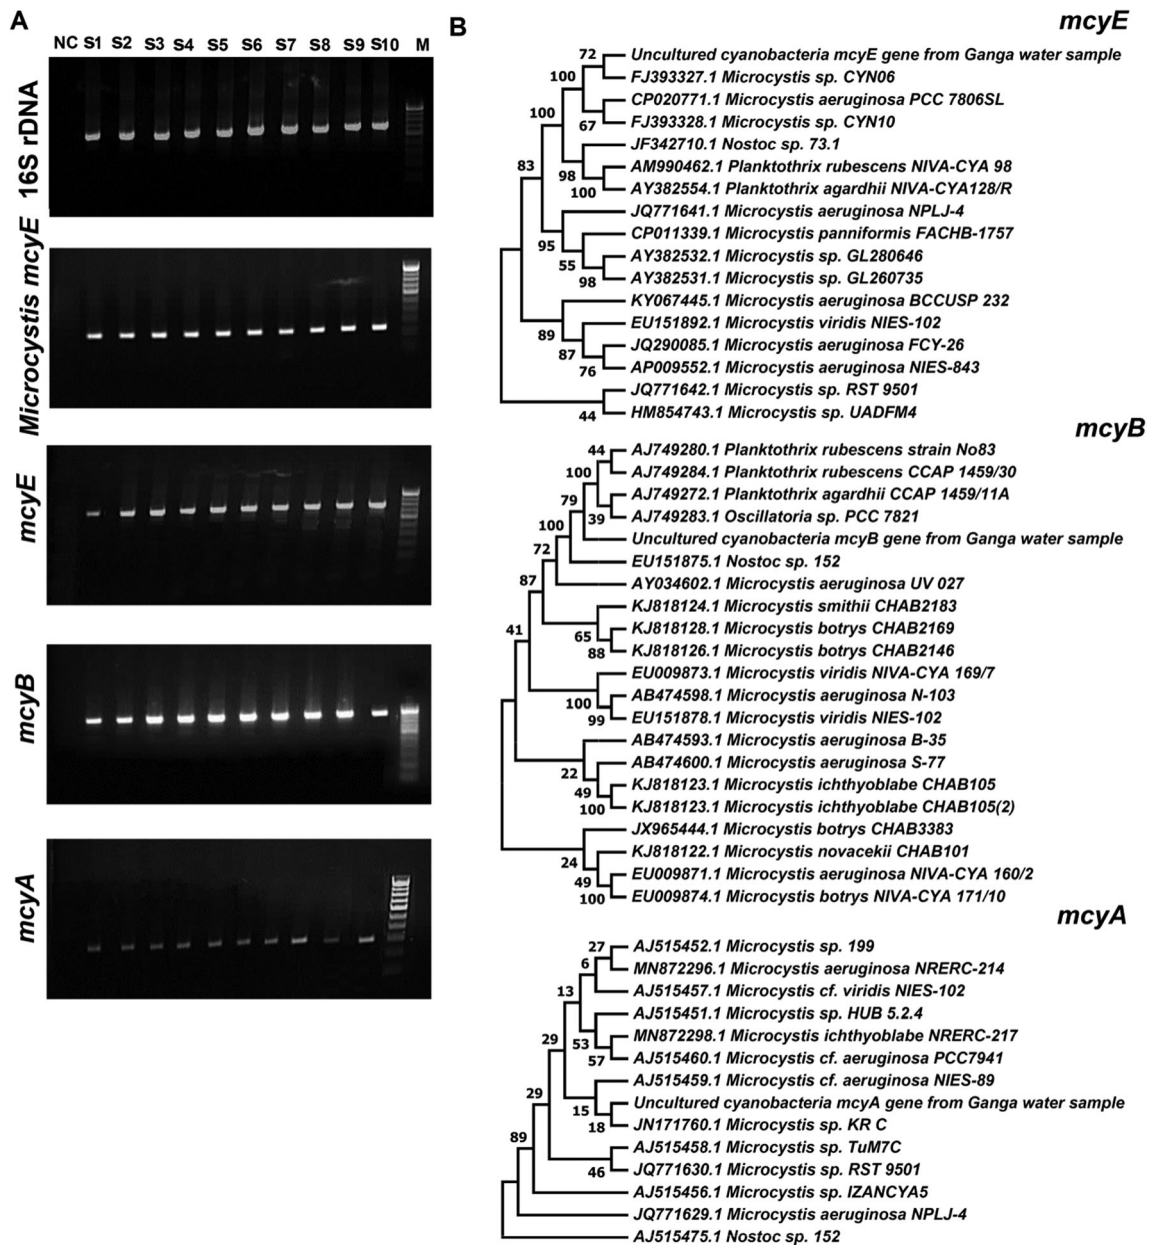 A
NC S1 S2 S3 S4 S5 S6 S7 S8 S9 S10 M
16S rDNA
Microcystis mcyE
mcyE
mcyB
mcyA
B
mcyE
72 Uncultured cyanobacteria mcyE gene from Ganga water sample
100 FJ393327.1 Microcystis sp. CYN06
CP020771.1 Microcystis aeruginosa PCC 7806SL
100 67 FJ393328.1 Microcystis sp. CYN10
JF342710.1 Nostoc sp. 73.1
83 98 AM990462.1 Planktothrix rubescens NIVA-CYA 98
100 AY382554.1 Planktothrix agardhii NIVA-CYA128/R
JQ771641.1 Microcystis aeruginosa NPLJ-4
95 CP011339.1 Microcystis panniformis FACHB-1757
55 AY382532.1 Microcystis sp. GL280646
98 AY382531.1 Microcystis sp. GL260735
KY067445.1 Microcystis aeruginosa BCCUSP 232
89 EU151892.1 Microcystis viridis NIES-102
87 JQ290085.1 Microcystis aeruginosa FCY-26
76 AP009552.1 Microcystis aeruginosa NIES-843
JQ771642.1 Microcystis sp. RST 9501
44 HM854743.1 Microcystis sp. UADFM4
mcyB
44 AJ749280.1 Planktothrix rubescens strain No83
100 AJ749284.1 Planktothrix rubescens CCAP 1459/30
79 AJ749272.1 Planktothrix agardhii CCAP 1459/11A
100 39 AJ749283.1 Oscillatoria sp. PCC 7821
72 Uncultured cyanobacteria mcyB gene from Ganga water sample
EU151875.1 Nostoc sp. 152
87 AY034602.1 Microcystis aeruginosa UV 027
KJ818124.1 Microcystis smithii CHAB2183
41 65 KJ818128.1 Microcystis botrys CHAB2169
88 KJ818126.1 Microcystis botrys CHAB2146
EU009873.1 Microcystis viridis NIVA-CYA 169/7
100 AB474598.1 Microcystis aeruginosa N-103
99 EU151878.1 Microcystis viridis NIES-102
AB474593.1 Microcystis aeruginosa B-35
22 AB474600.1 Microcystis aeruginosa S-77
49 KJ818123.1 Microcystis ichthyoblabe CHAB105
100 KJ818123.1 Microcystis ichthyoblabe CHAB105(2)
JX965444.1 Microcystis botrys CHAB3383
24 KJ818122.1 Microcystis novacekii CHAB101
49 EU009871.1 Microcystis aeruginosa NIVA-CYA 160/2
100 EU009874.1 Microcystis botrys NIVA-CYA 171/10
mcyA
27 AJ515452.1 Microcystis sp. 199
6 MN872296.1 Microcystis aeruginosa NRERC-214
13 AJ515457.1 Microcystis cf. viridis NIES-102
AJ515451.1 Microcystis sp. HUB 5.2.4
29 53 MN872298.1 Microcystis ichthyoblabe NRERC-217
57 AJ515460.1 Microcystis cf. aeruginosa PCC7941
29 AJ515459.1 Microcystis cf. aeruginosa NIES-89
15 Uncultured cyanobacteria mcyA gene from Ganga water sample
89 18 JN171760.1 Microcystis sp. KR C
AJ515458.1 Microcystis sp. TuM7C
46 JQ771630.1 Microcystis sp. RST 9501
AJ515456.1 Microcystis sp. IZANCYA5
JQ771629.1 Microcystis aeruginosa NPLJ-4
AJ515475.1 Nostoc sp. 152